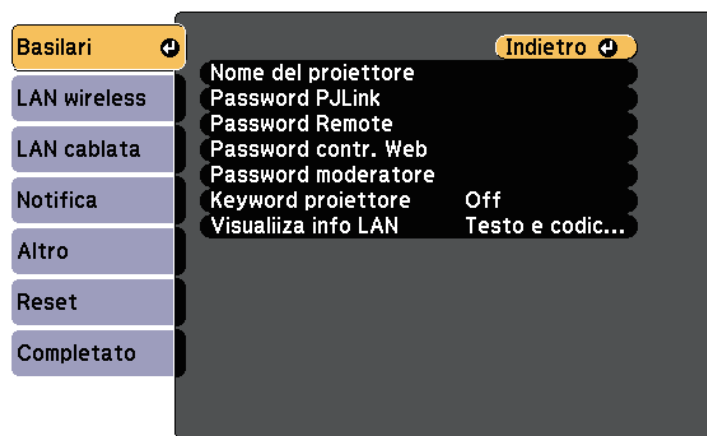 Basilari
LAN wireless
LAN cablata
Notifica
Altro
Reset
Completato
Indietro
Nome del proiettore
Password PJLink
Password Remote
Password contr. Web
Password moderatore
Keyword proiettore Off
Visualiiza info LAN Testo e codic...